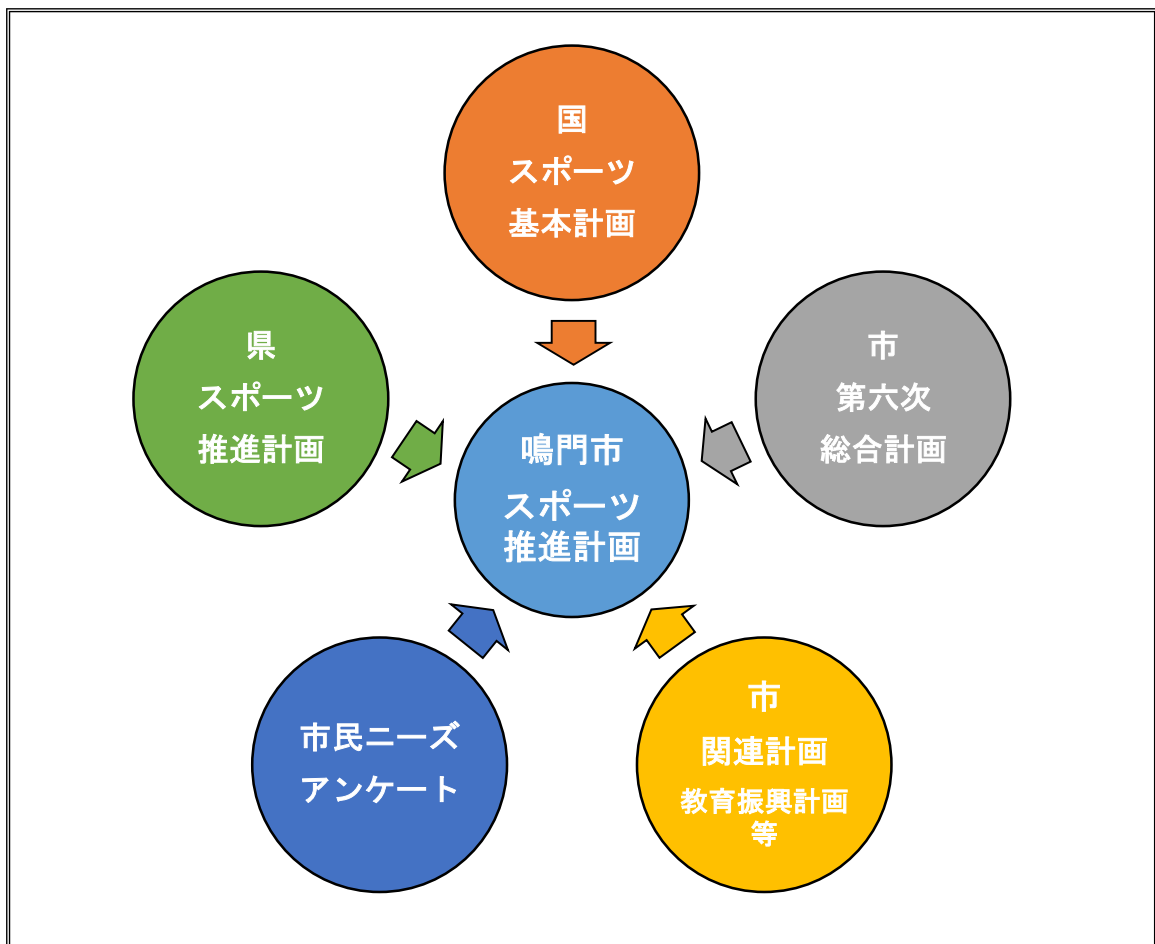 国
スポーツ
基本計画
県
スポーツ
推進計画
市
第六次
総合計画
鳴門市
スポーツ
推進計画
市民ニーズ
アンケート
市
関連計画
教育振興計画
等